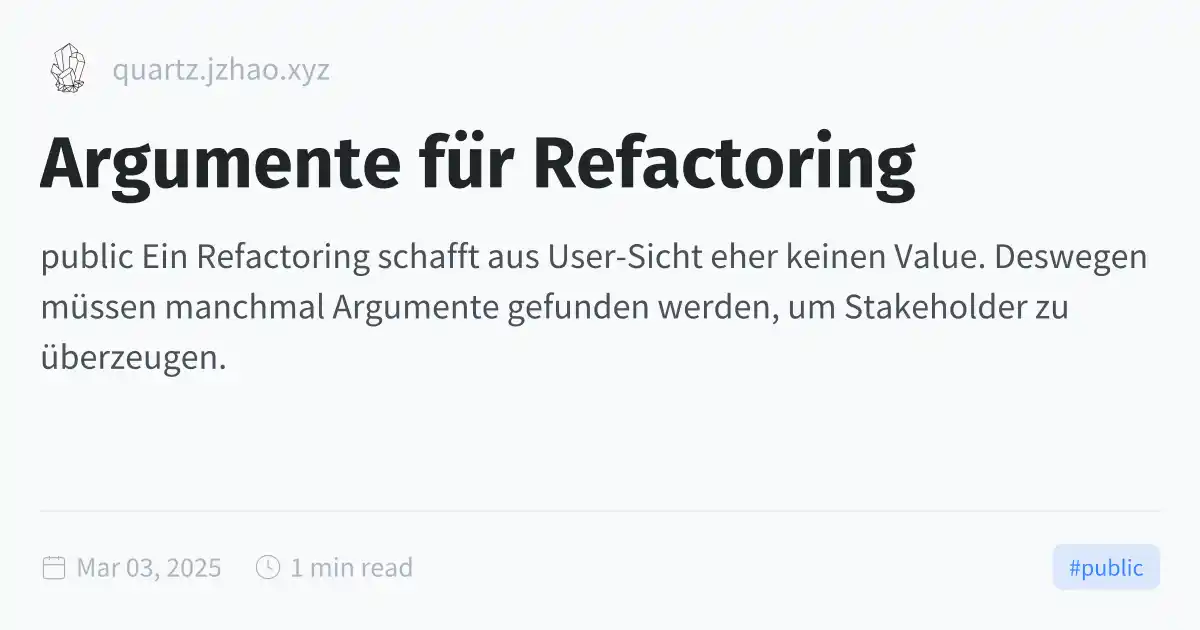 quartz.jzhao.xyz
Argumente für Refactoring
public Ein Refactoring schafft aus User-Sicht eher keinen Value. Deswegen
müssen manchmal Argumente gefunden werden, um Stakeholder zu
überzeugen.
Mar 03, 2025 1 min read #public